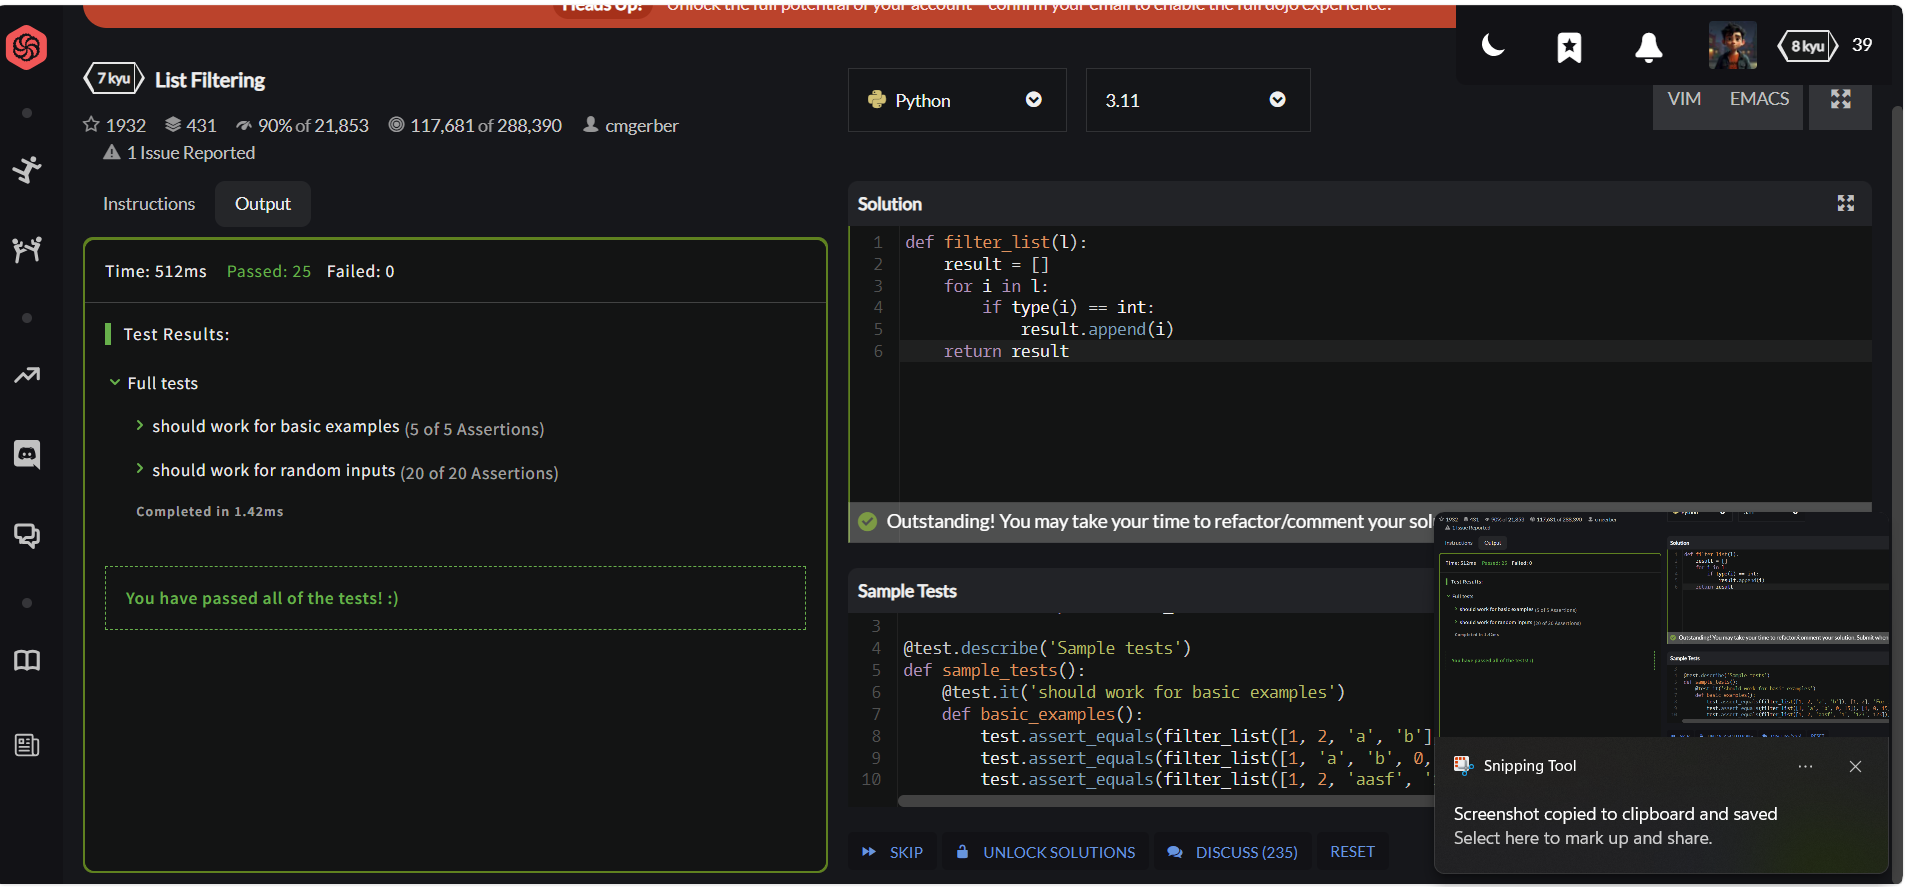 Heads Up! Unlock the full potential of your account - confirm your email to enable the full dojo experience.
8 kyu 39
7 kyu List Filtering
1932 431 90% of 21,853 117,681 of 288,390 cmgerber
1 Issue Reported
Python
3.11
VIM EMACS
Instructions Output
Time: 512ms Passed: 25 Failed: 0
Test Results:
Full tests
should work for basic examples (5 of 5 Assertions)
should work for random inputs (20 of 20 Assertions)
Completed in 1.42ms
You have passed all of the tests! :)
Solution
1 def filter_list(l):
2     result = []
3     for i in l:
4         if type(i) == int:
5             result.append(i)
6     return result
Outstanding! You may take your time to refactor/comment your sol
Sample Tests
3
4 @test.describe('Sample tests')
5 def sample_tests():
6     @test.it('should work for basic examples')
7     def basic_examples():
8         test.assert_equals(filter_list([1, 2, 'a', 'b']
9         test.assert_equals(filter_list([1, 'a', 'b', 0,
10         test.assert_equals(filter_list([1, 2, 'aasf', '
SKIP UNLOCK SOLUTIONS DISCUSS (235) RESET
Snipping Tool
Screenshot copied to clipboard and saved
Select here to mark up and share.